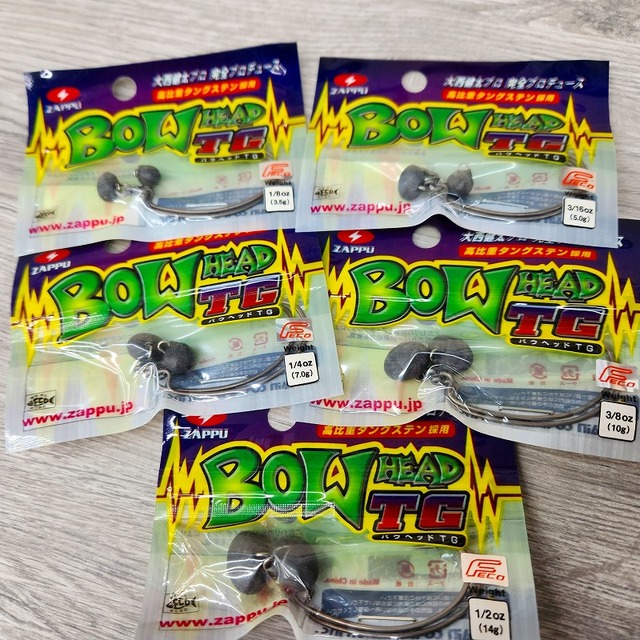 ZAPPU
大西健太プロ 完全プロデュース
高比重タングステン採用
BOW HEAD
TG
バウヘッドTG
Feco
Weight
1/8oz
(3.5g)
www.zappu.jp
ZAPPU
大西健太プロ 完全プロデュース
高比重タングステン採用
BOW HEAD
TG
バウヘッドTG
Feco
Weight
3/16oz
(5.0g)
www.zappu.jp
ZAPPU
高比重タングステン採用
BOW HEAD
TG
バウヘッドTG
Feco
Weight
1/4oz
(7.0g)
www.zappu.jp
ZAPPU
高比重タングステン採用
BOW HEAD
TG
バウヘッドTG
Feco
Weight
3/8oz
(10g)
www.zappu.jp
ZAPPU
高比重タングステン採用
BOW HEAD
TG
バウヘッドTG
Made in China
Feco
Weight
1/2oz
(14g)
www.zappu.jp